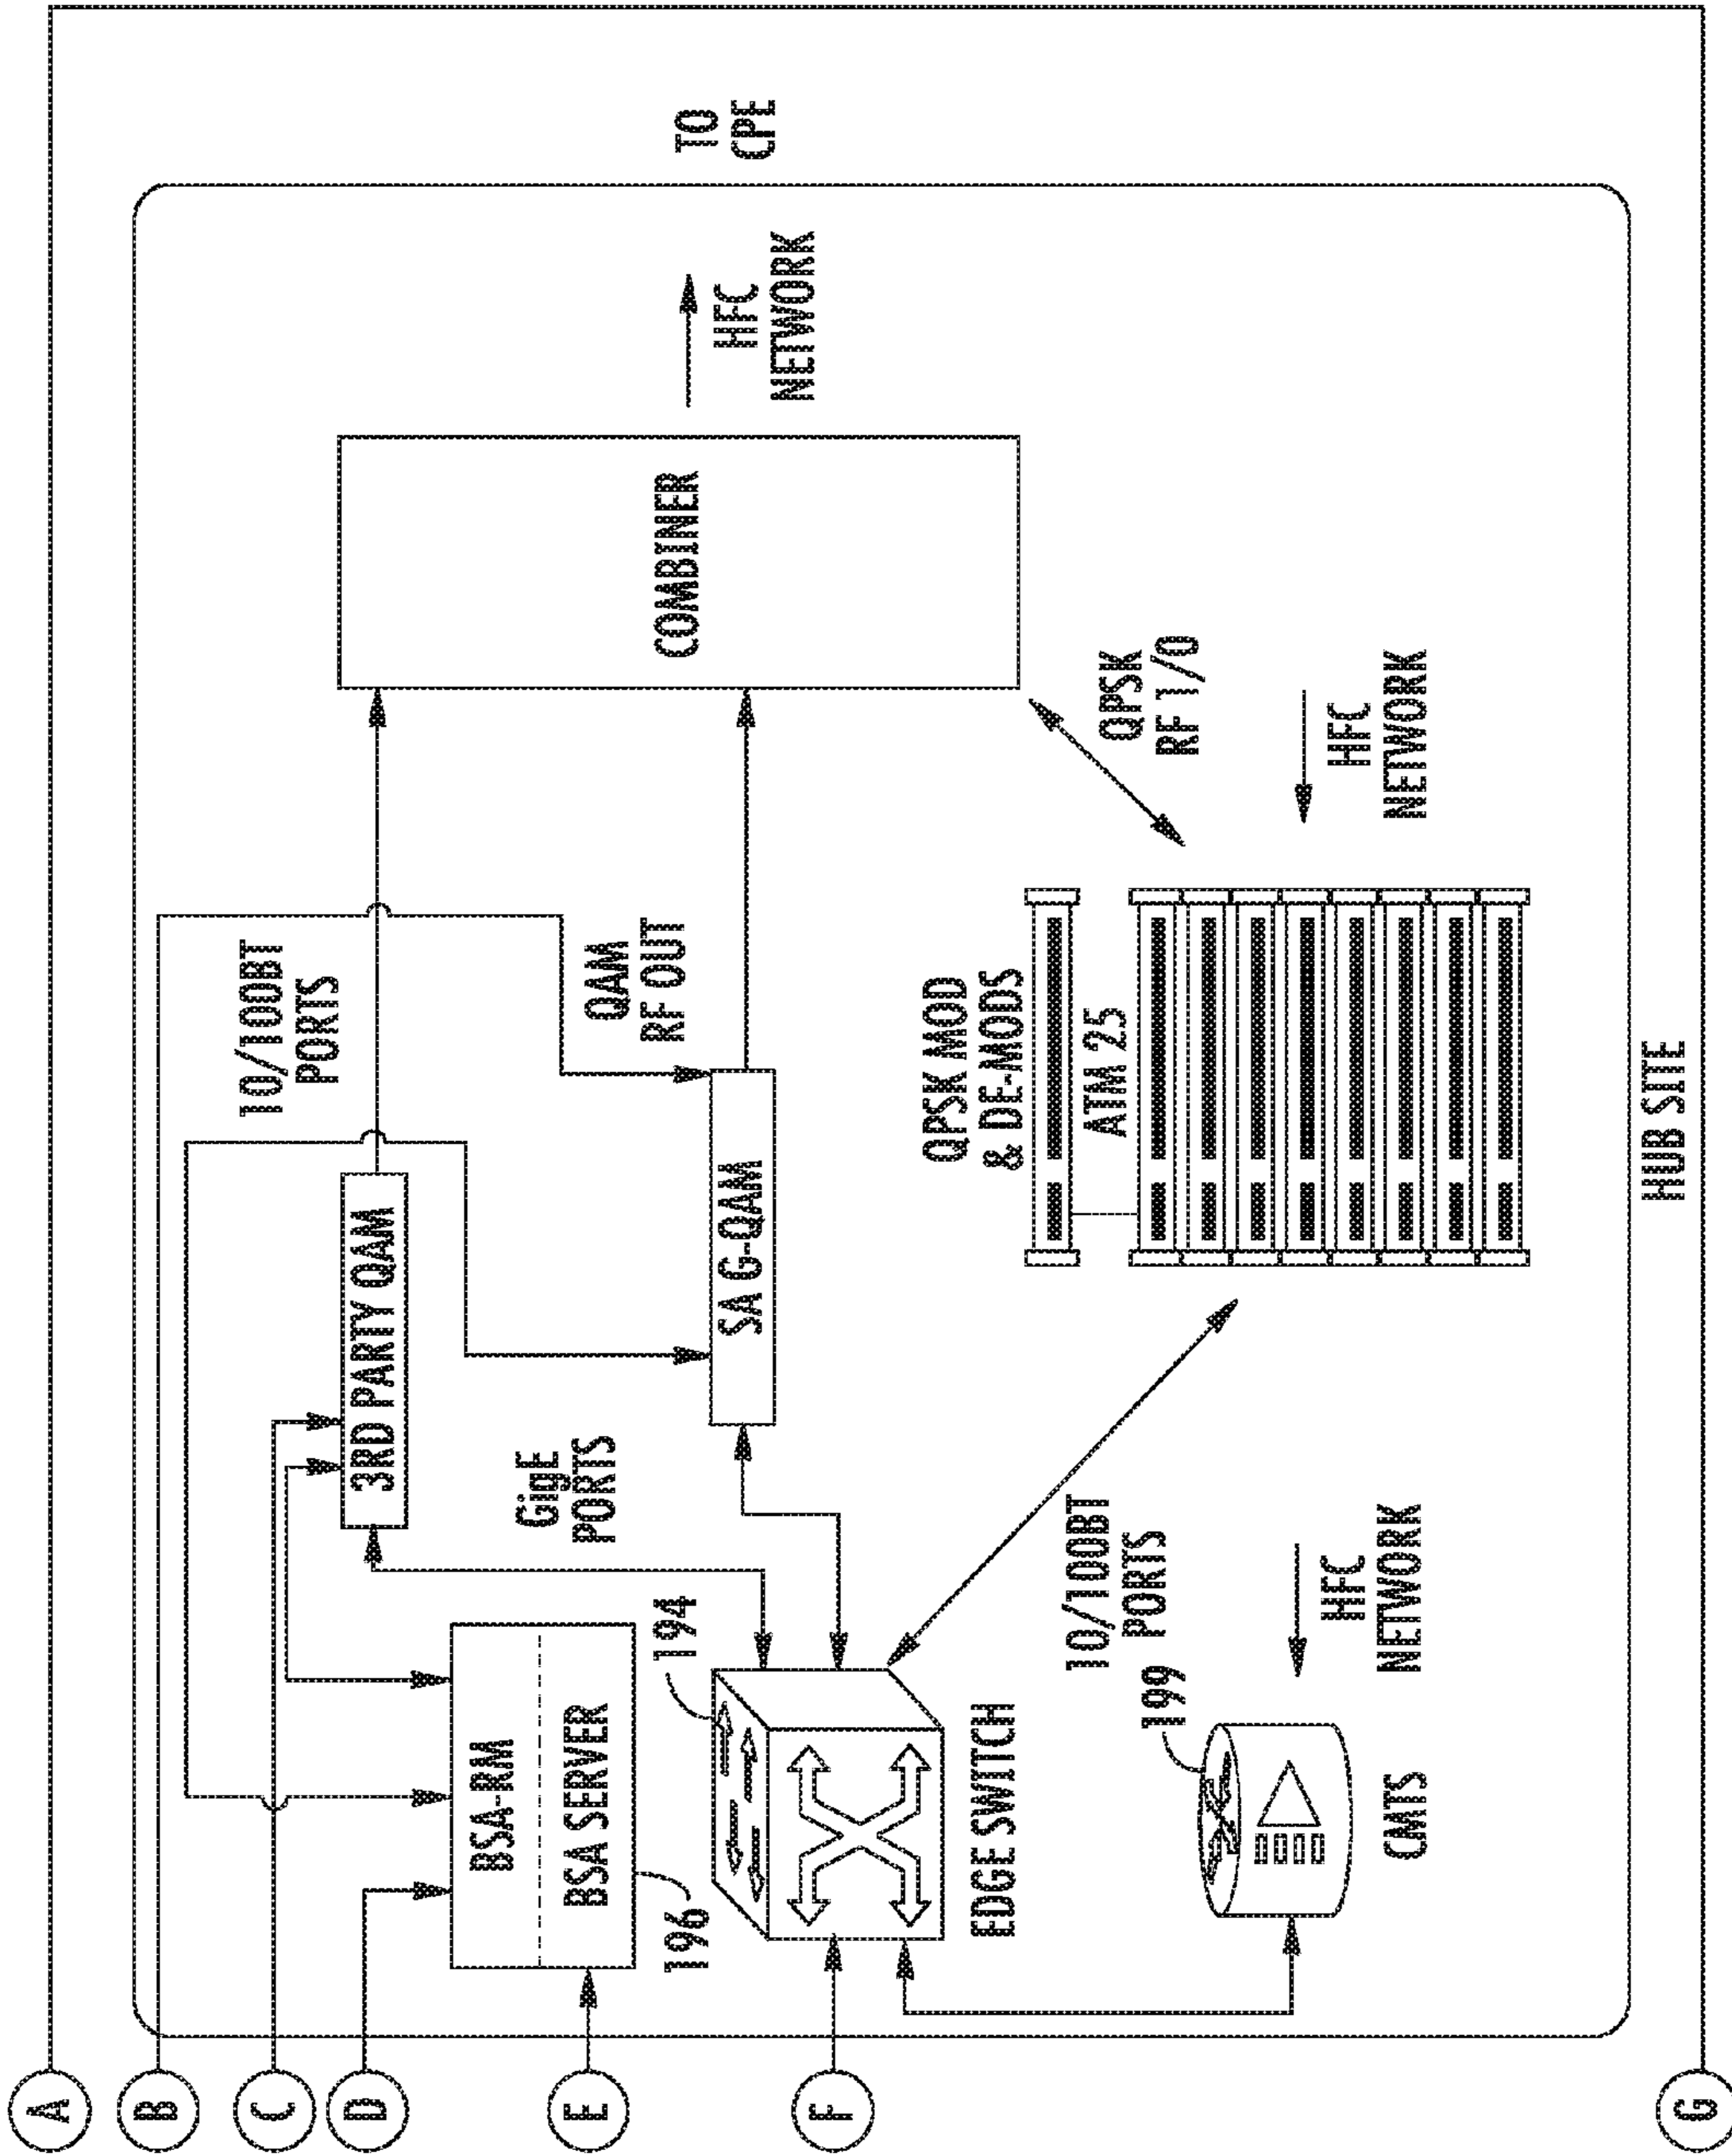 A
B
C
D
E
F
G
10/100BT
PORTS
3RD PARTY QAM
BSA-RM
BSA SERVER
196
194
GigE
PORTS
QAM
RF OUT
SA G-QAM
COMBINER
HFC
NETWORK
TO
CPE
EDGE SWITCH
QPSK MOD
& DE-MODS
ATM 25
QPSK
RF 1/0
10/100BT
PORTS
199
HFC
NETWORK
CMTS
HFC
NETWORK
HUB SITE